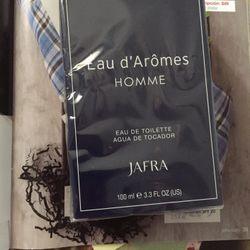 Eau d'Arômes
HOMME
EAU DE TOILETTE
AGUA DE TOCADOR
JAFRA
100 ml ℮ 3.3 FL OZ (US)